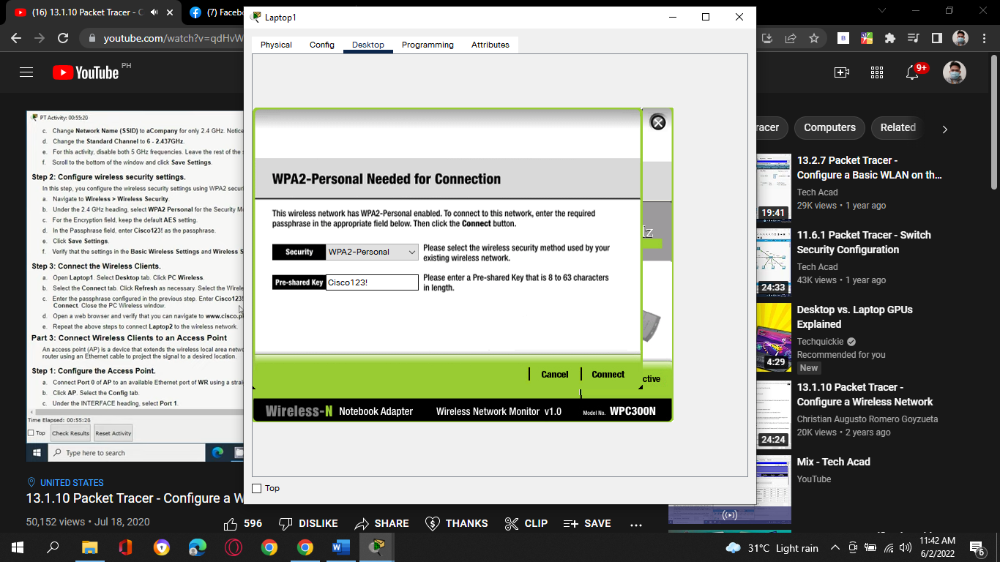 (16) 13.1.10 Packet Tracer - C
(7) Facebo
youtube.com/watch?v=qdHvW
YouTube PH
9+
PT Activity: 00:55:20
c. Change Network Name (SSID) to aCompany for only 2.4 GHz. Notice
d. Change the Standard Channel to 6 - 2.437GHz.
e. For this activity, disable both 5 GHz frequencies. Leave the rest of the s
f. Scroll to the bottom of the window and click Save Settings.
Step 2: Configure wireless security settings.
In this step, you configure the wireless security settings using WPA2 secur
a. Navigate to Wireless > Wireless Security.
b. Under the 2.4 GHz heading, select WPA2 Personal for the Security M
c. For the Encryption field, keep the default AES setting.
d. In the Passphrase field, enter Cisco123! as the passphrase.
e. Click Save Settings.
f. Verify that the settings in the Basic Wireless Settings and Wireless S
Step 3: Connect the Wireless Clients.
a. Open Laptop1. Select Desktop tab. Click PC Wireless.
b. Select the Connect tab. Click Refresh as necessary. Select the Wirele
c. Enter the passphrase configured in the previous step. Enter Cisco123!
Connect. Close the PC Wireless window.
d. Open a web browser and verify that you can navigate to www.cisco.p
e. Repeat the above steps to connect Laptop2 to the wireless network.
Part 3: Connect Wireless Clients to an Access Point
An access point (AP) is a device that extends the wireless local area netwo
router using an Ethernet cable to project the signal to a desired location.
Step 1: Configure the Access Point.
a. Connect Port 0 of AP to an available Ethernet port of WR using a strai
b. Click AP. Select the Config tab.
c. Under the INTERFACE heading, select Port 1.
Time Elapsed: 00:55:20
Top
Check Results
Reset Activity
Type here to search
UNITED STATES
13.1.10 Packet Tracer - Configure a W
50,152 views • Jul 18, 2020
596
DISLIKE
SHARE
THANKS
CLIP
SAVE
Laptop1
Physical
Config
Desktop
Programming
Attributes
WPA2-Personal Needed for Connection
This wireless network has WPA2-Personal enabled. To connect to this network, enter the required
passphrase in the appropriate field below. Then click the Connect button.
Security
WPA2-Personal
Please select the wireless security method used by your
existing wireless network.
Pre-shared Key
Cisco123!
Please enter a Pre-shared Key that is 8 to 63 characters
in length.
Cancel
Connect
ctive
Wireless-N Notebook Adapter
Wireless Network Monitor v1.0
Model No. WPC300N
Top
racer
Computers
Related
13.2.7 Packet Tracer -
Configure a Basic WLAN on th...
Tech Acad
29K views • 1 year ago
19:41
11.6.1 Packet Tracer - Switch
Security Configuration
Tech Acad
43K views • 1 year ago
24:33
Desktop vs. Laptop GPUs
Explained
Techquickie
Recommended for you
New
4:29
13.1.10 Packet Tracer -
Configure a Wireless Network
Christian Augusto Romero Goyzueta
20K views • 2 years ago
24:24
Mix - Tech Acad
YouTube
31°C Light rain
11:42 AM
6/2/2022
6